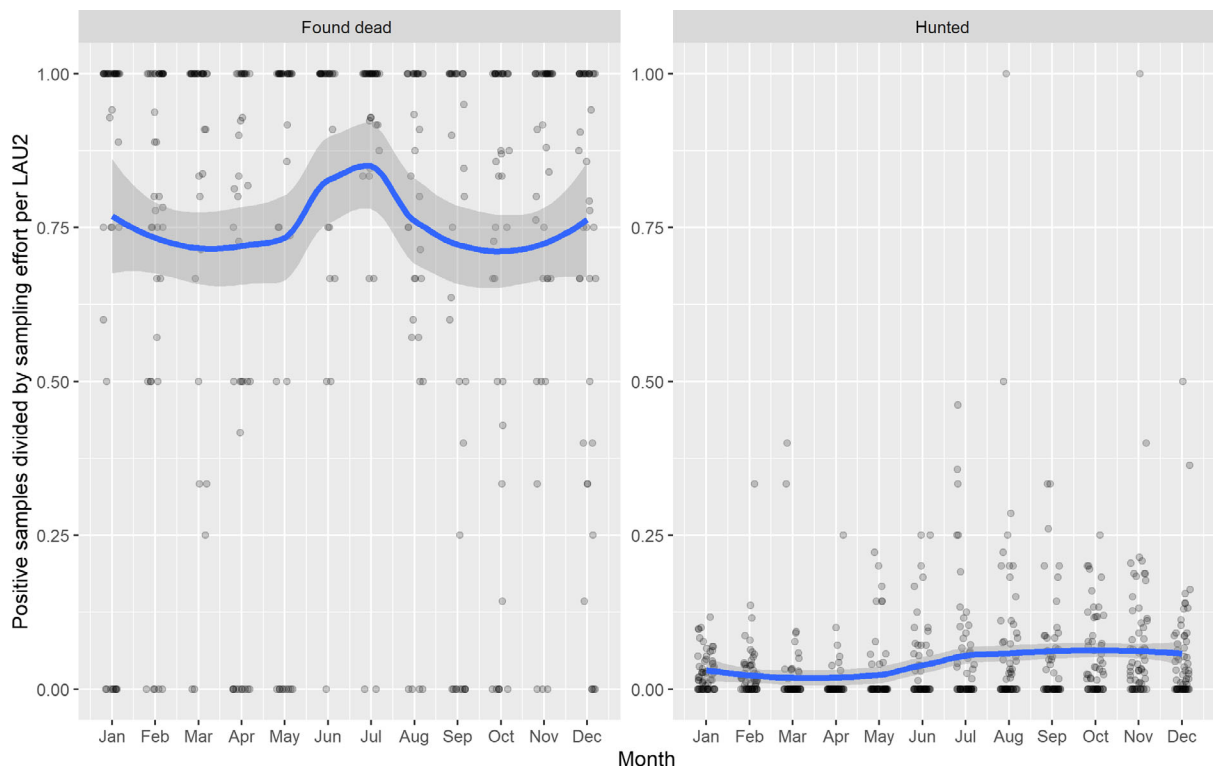 Found dead
Hunted
Positive samples divided by sampling effort per LAU2
1.00
0.75
0.50
0.25
0.00
1.00
0.75
0.50
0.25
0.00
Jan Feb Mar Apr May Jun Jul Aug Sep Oct Nov Dec
Jan Feb Mar Apr May Jun Jul Aug Sep Oct Nov Dec
Month